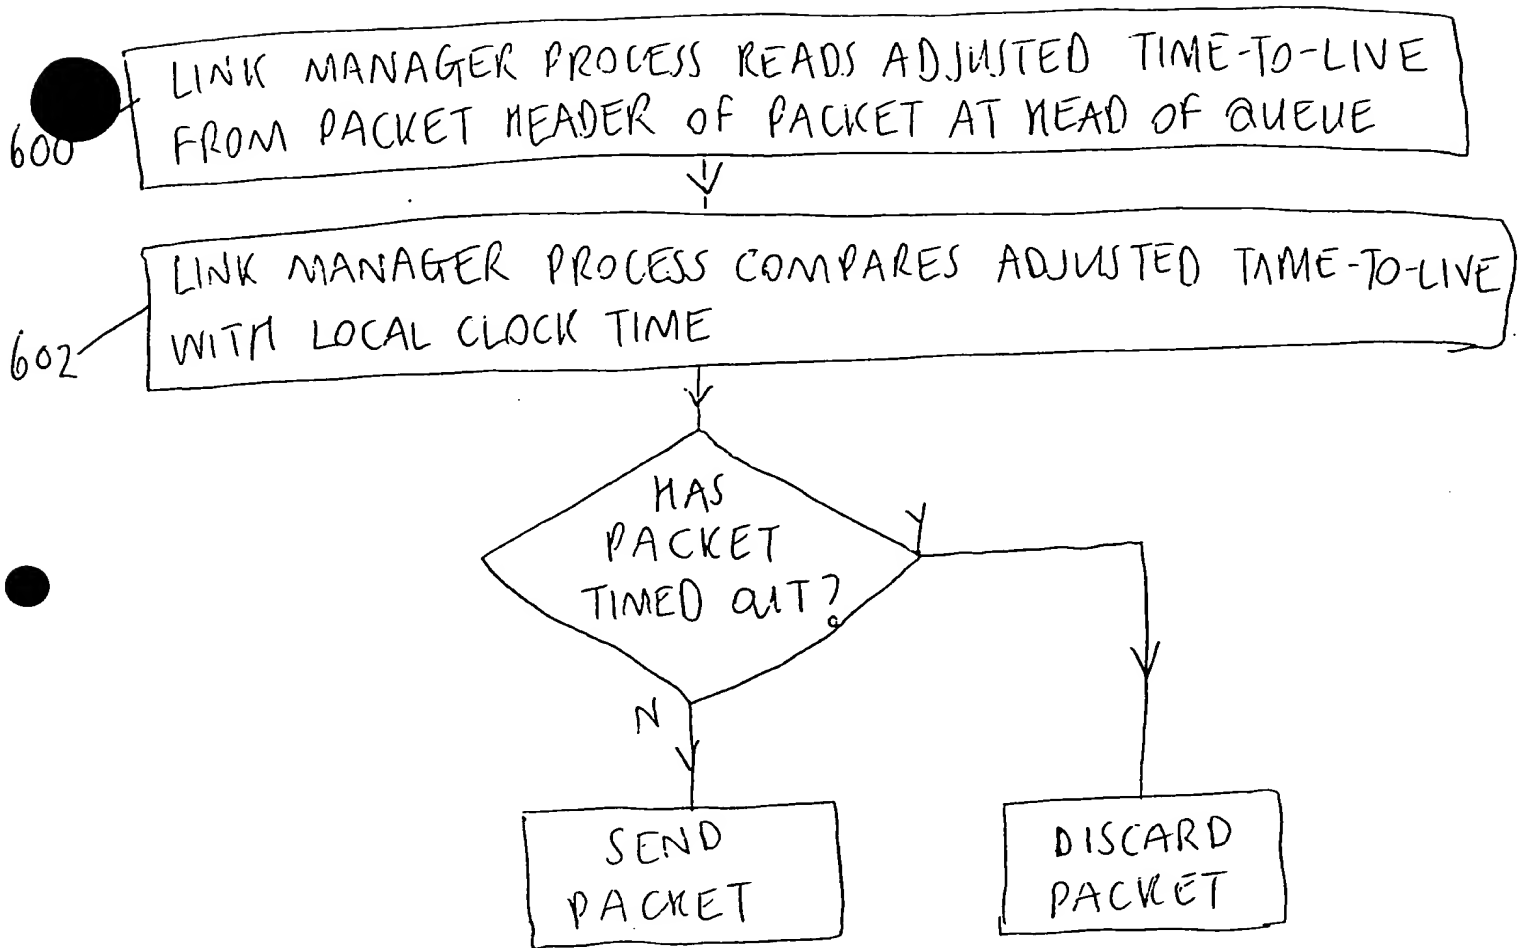 LINK MANAGER PROCESS READS ADJUSTED TIME-TO-LIVE
FROM PACKET HEADER OF PACKET AT HEAD OF QUEUE
600
LINK MANAGER PROCESS COMPARES ADJUSTED TIME-TO-LIVE
WITH LOCAL CLOCK TIME
602
HAS
PACKET
TIMED OUT?
Y
N
SEND
PACKET
DISCARD
PACKET